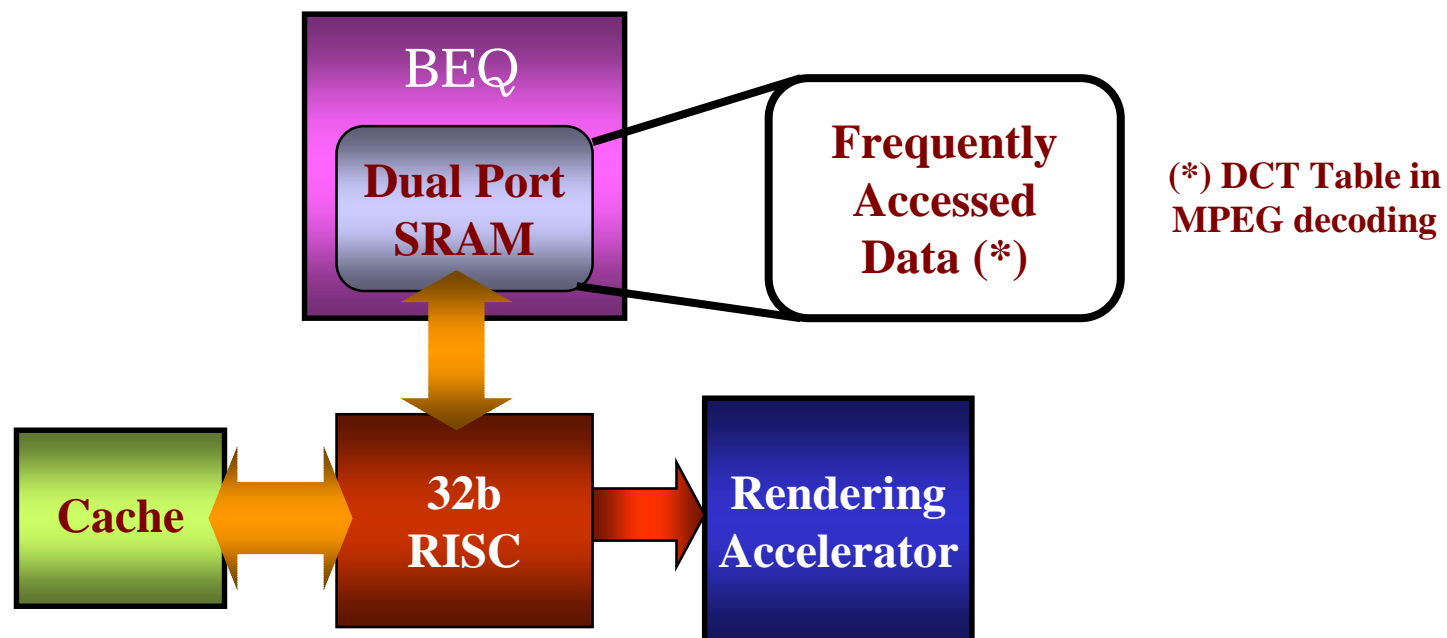 BEQ
Dual Port
SRAM
Frequently
Accessed
Data (*)
(*) DCT Table in
MPEG decoding
Cache
32b
RISC
Rendering
Accelerator